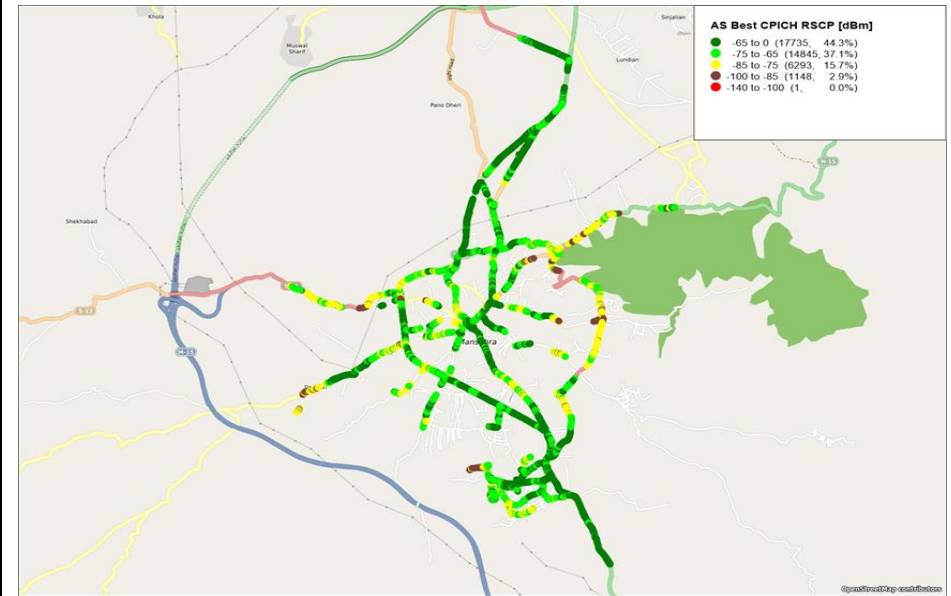 Khola
Sinjalian
AS Best CPICH RSCP [dBm]
-65 to 0 (17735, 44.3%)
-75 to -65 (14845, 37.1%)
-85 to -75 (6293, 15.7%)
-100 to -85 (1148, 2.9%)
-140 to -100 (1, 0.0%)
Muswal
Sharif
Lundian
Pano Dheri
N-15
Shekhabad
M-15
OpenStreetMap contributors